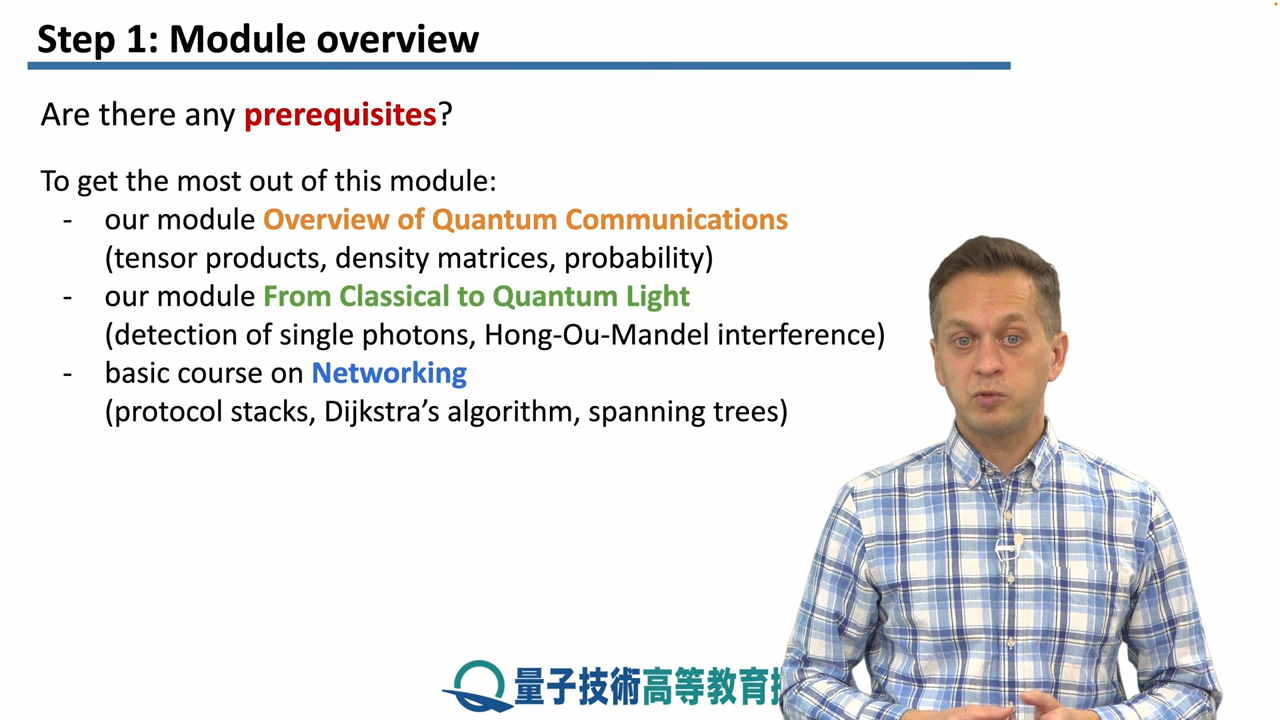 Step 1: Module overview
Are there any prerequisites?
To get the most out of this module:
- our module Overview of Quantum Communications
(tensor products, density matrices, probability)
- our module From Classical to Quantum Light
(detection of single photons, Hong-Ou-Mandel interference)
- basic course on Networking
(protocol stacks, Dijkstra’s algorithm, spanning trees)
量子技術高等教育